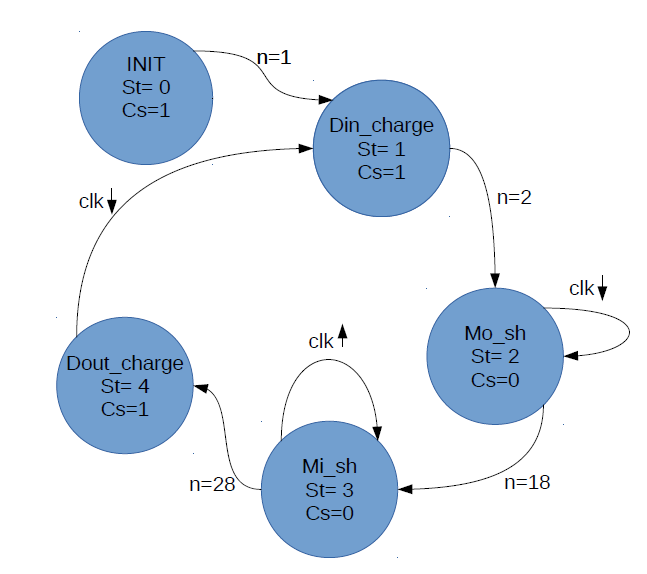 INIT
St= 0
Cs=1
n=1
Din_charge
St= 1
Cs=1
n=2
clk
Mo_sh
St= 2
Cs=0
n=18
clk
Mi_sh
St= 3
Cs=0
n=28
Dout_charge
St= 4
Cs=1
clk